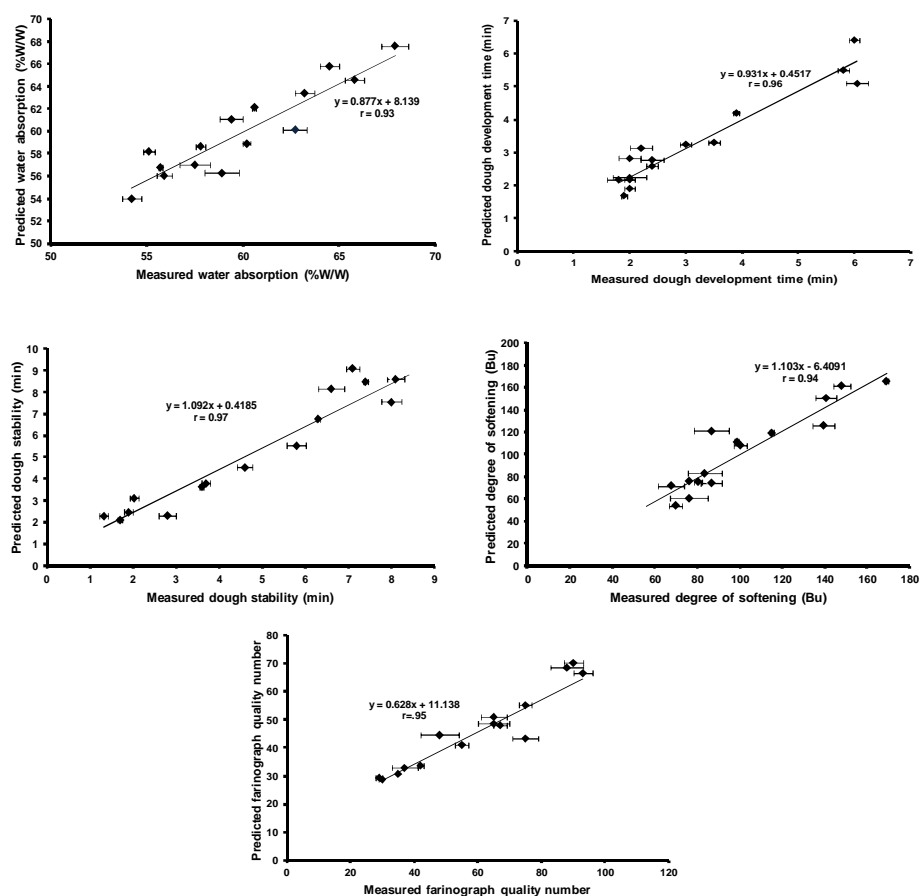 Predicted water absorption (%W/W)
70
68
66
64
62
60
58
56
54
52
50
y = 0.877x + 8.139
r = 0.93
50 55 60 65 70
Measured water absorption (%W/W)
Predicted dough development time (min)
7
6
5
4
3
2
1
0
y = 0.931x + 0.4517
r = 0.96
0 1 2 3 4 5 6 7
Measured dough development time (min)
Predicted dough stability (min)
10
9
8
7
6
5
4
3
2
1
0
y = 1.092x + 0.4185
r = 0.97
0 1 2 3 4 5 6 7 8 9
Measured dough stability (min)
Predicted degree of softening (Bu)
200
180
160
140
120
100
80
60
40
20
0
y = 1.103x - 6.4091
r = 0.94
0 20 40 60 80 100 120 140 160 180
Measured degree of softening (Bu)
Predicted farinograph quality number
80
70
60
50
40
30
20
10
0
y = 0.628x + 11.138
r=.95
0 20 40 60 80 100 120
Measured farinograph quality number